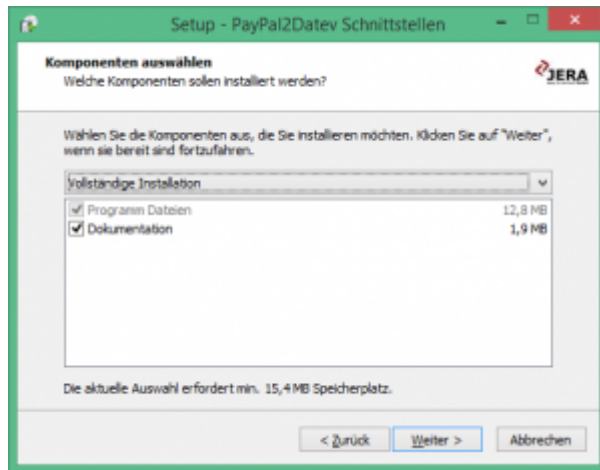 Setup - PayPal2Datev Schnittstellen
Komponenten auswählen
Welche Komponenten sollen installiert werden?
JERA
Wählen Sie die Komponenten aus, die Sie installieren möchten. Klicken Sie auf "Weiter",
wenn sie bereit sind fortzufahren.
Vollständige Installation
Programm Dateien 12,8 MB
Dokumentation 1,9 MB
Die aktuelle Auswahl erfordert min. 15,4 MB Speicherplatz.
< Zurück Weiter > Abbrechen